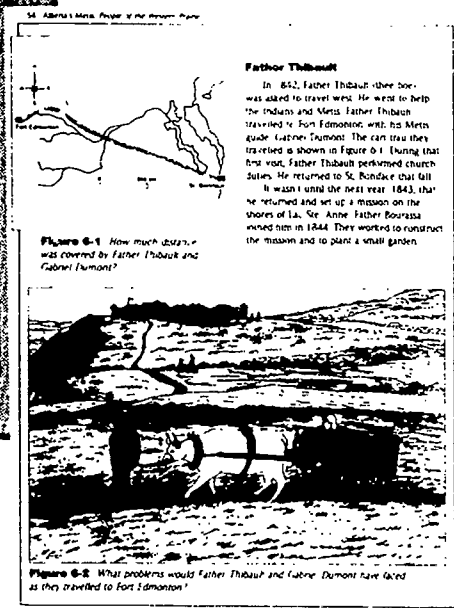 54 Alberta's Metis People of the Western Prairie
Fort Edmonton
St. Boniface
Figure 6-1 How much distance
was covered by Father Thibault and
Gabriel Dumont?
Father Thibault
In 1842, Father Thibault
was asked to travel west. He went to help
the Indians and Metis. Father Thibault
travelled to Fort Edmonton with his Metis
guide, Gabriel Dumont. The cart trail they
travelled is shown in Figure 6-1. During that
first visit, Father Thibault performed church
duties. He returned to St. Boniface that fall.
It wasn't until the next year, 1843, that
he returned and set up a mission on the
shores of Lac Ste. Anne. Father Bourassa
joined him in 1844. They worked to construct
the mission and to plant a small garden.
Figure 6-2 What problems would Father Thibault and Gabriel Dumont have faced
as they travelled to Fort Edmonton?